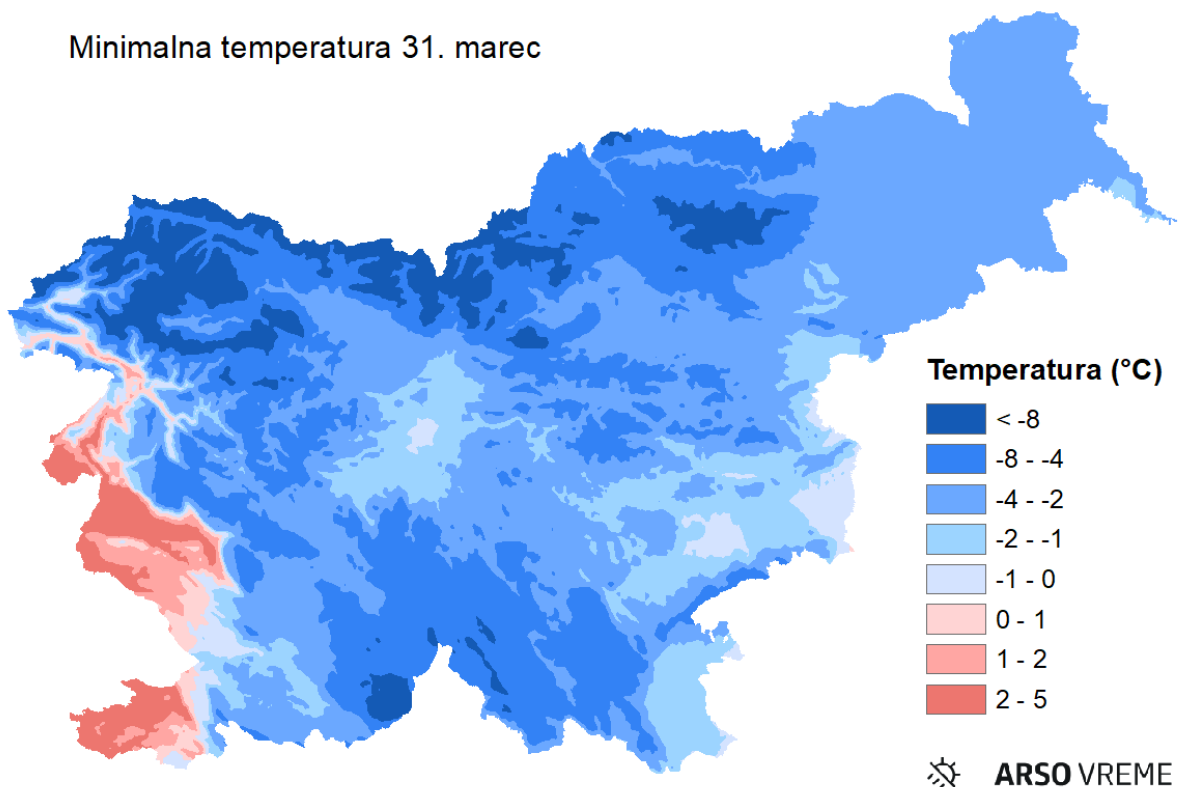 Minimalna temperatura 31. marec
Temperatura (°C)
< -8
-8 - -4
-4 - -2
-2 - -1
-1 - 0
0 - 1
1 - 2
2 - 5
ARSO VREME